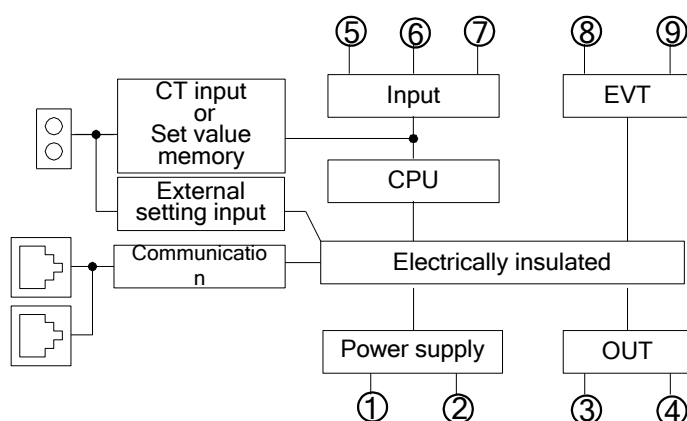 ⑤ ⑥ ⑦ ⑧ ⑨
CT input
or
Set value
memory
Input
EVT
CPU
External
setting input
Communicatio
n
Electrically insulated
Power supply
OUT
① ② ③ ④